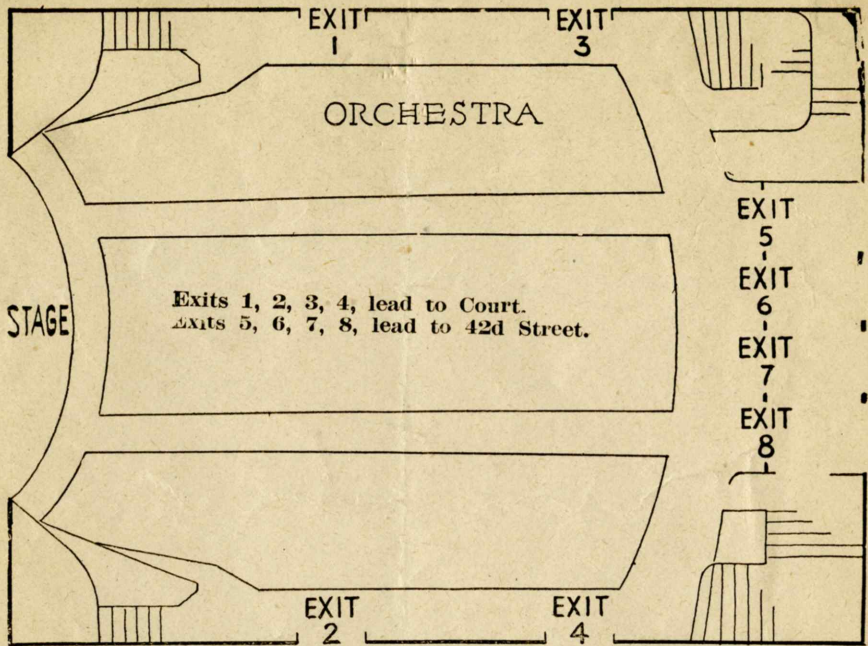 EXIT
1
EXIT
3
ORCHESTRA
EXIT
5
EXIT
6
STAGE
Exits 1, 2, 3, 4, lead to Court.
Exits 5, 6, 7, 8, lead to 42d Street.
EXIT
7
EXIT
8
EXIT
2
EXIT
4